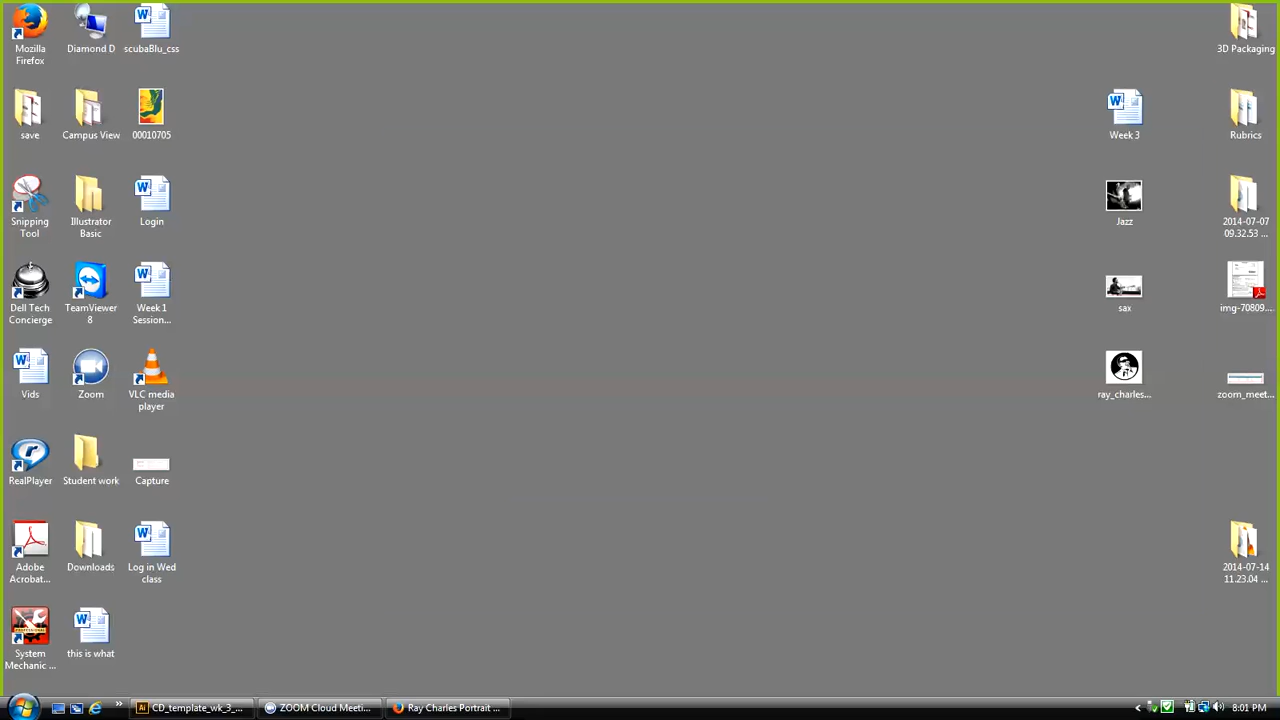 Mozilla
Firefox
Diamond D
scubaBlu_css
3D Packaging
save
Campus View
00010705
Week 3
Rubrics
Snipping
Tool
Illustrator
Basic
Login
Jazz
2014-07-07
09.32.53 ...
Dell Tech
Concierge
TeamViewer
8
Week 1
Session...
sax
img-70809....
Vids
Zoom
VLC media
player
ray_charles...
zoom_meet...
RealPlayer
Student work
Capture
Adobe
Acrobat...
Downloads
Log in Wed
class
2014-07-14
11.23.04 ...
System
Mechanic ...
this is what
CD_template_wk_3_...
ZOOM Cloud Meeti...
Ray Charles Portrait ...
8:01 PM